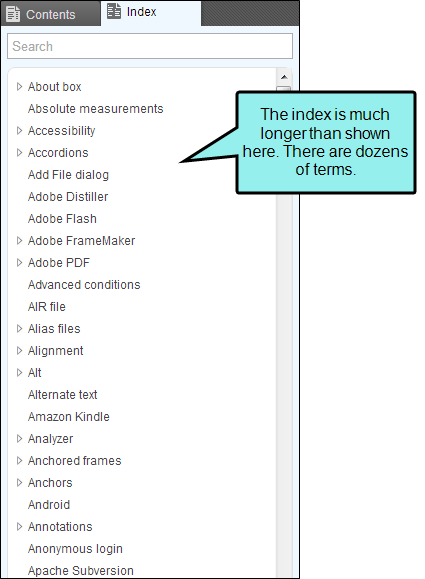 Contents
Index
Search
About box
Absolute measurements
Accessibility
Accordions
Add File dialog
Adobe Distiller
Adobe Flash
Adobe FrameMaker
Adobe PDF
Advanced conditions
AIR file
Alias files
Alignment
Alt
Alternate text
Amazon Kindle
Analyzer
Anchored frames
Anchors
Android
Annotations
Anonymous login
Apache Subversion
The index is much
longer than shown
here. There are dozens
of terms.